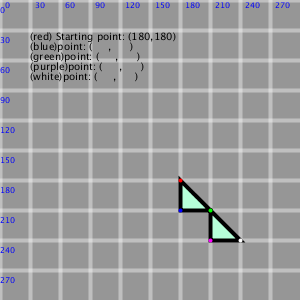 0 30 60 90 120 150 180 210 240 270
30
60
90
120
150
180
210
240
270
(red) Starting point: (180,180)
(blue)point: (   ,   )
(green)point: (   ,   )
(purple)point: (   ,   )
(white)point: (   ,   )